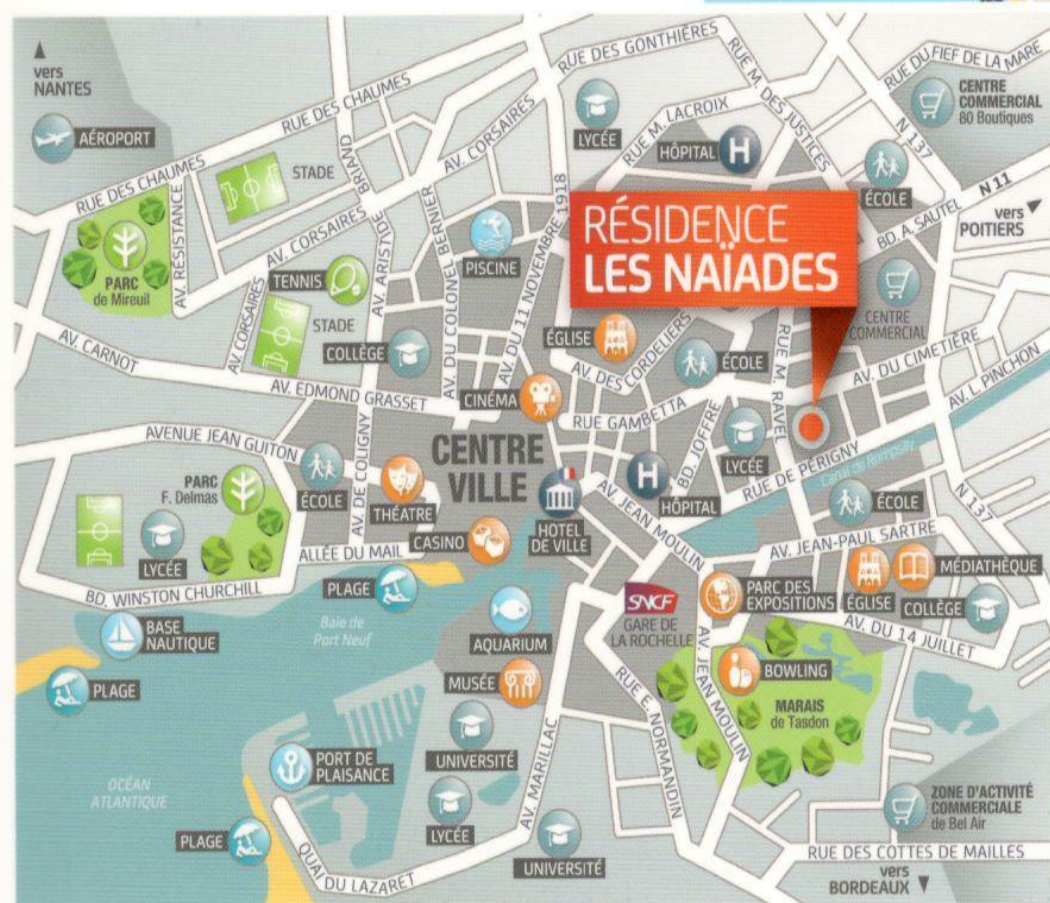 vers
NANTES
AÉROPORT
RUE DES CHAUMES
RUE DES CHAUMES
STADE
PARC
de Mireuil
AV. RESISTANCE
AV. CORSAIRES
AV. CORSAIRES
AV. CORSAIRES
AV. ARISTIDE BRIAND
TENNIS
STADE
COLLÈGE
AV. DU COLONEL BERNIER
PISCINE
AV. DU 11 NOVEMBRE 1918
RUE DES GONTHIÈRES
LYCÉE
RUE M. LACROIX
HÔPITAL
H
RUE M. DES JUSTICES
RUE DU FIEF DE LA MARE
CENTRE
COMMERCIAL
80 Boutiques
N 137
ÉCOLE
N 11
BD. A. SAUTEL
vers
POITIERS
RÉSIDENCE
LES NAÏADES
CENTRE
COMMERCIAL
ÉGLISE
AV. DES CORDELIERS
ÉCOLE
RUE M. RAVEL
AV. DU CIMETIÈRE
AV. L. PINCHON
AV. CARNOT
AV. EDMOND GRASSET
CINÉMA
RUE GAMBETTA
BD. JOFFRE
LYCÉE
RUE DE PÉRIGNY
Canal de Rompsay
AVENUE JEAN GUITON
PARC
F. Delmas
ÉCOLE
AV. DE COLIGNY
THÉATRE
CENTRE
VILLE
CASINO
HOTEL
DE VILLE
H
HÔPITAL
AV. JEAN MOULIN
ÉCOLE
N 137
LYCÉE
ALLÉE DU MAIL
BD. WINSTON CHURCHILL
PLAGE
AV. JEAN-PAUL SARTRE
MÉDIATHÈQUE
SNCF
GARE DE
LA ROCHELLE
PARC DES
EXPOSITIONS
ÉGLISE
COLLÈGE
AV. DU 14 JUILLET
BASE
NAUTIQUE
Baie de
Port Neuf
AQUARIUM
PLAGE
MUSÉE
AV. JEAN MOULIN
BOWLING
MARAIS
de Tasdon
RUE E. NORMANDIN
UNIVERSITÉ
PORT DE
PLAISANCE
AV. MARILLAC
OCÉAN
ATLANTIQUE
LYCÉE
PLAGE
UNIVERSITÉ
QUAI DU LAZARET
ZONE D'ACTIVITÉ
COMMERCIALE
de Bel Air
RUE DES COTTES DE MAILLES
vers
BORDEAUX